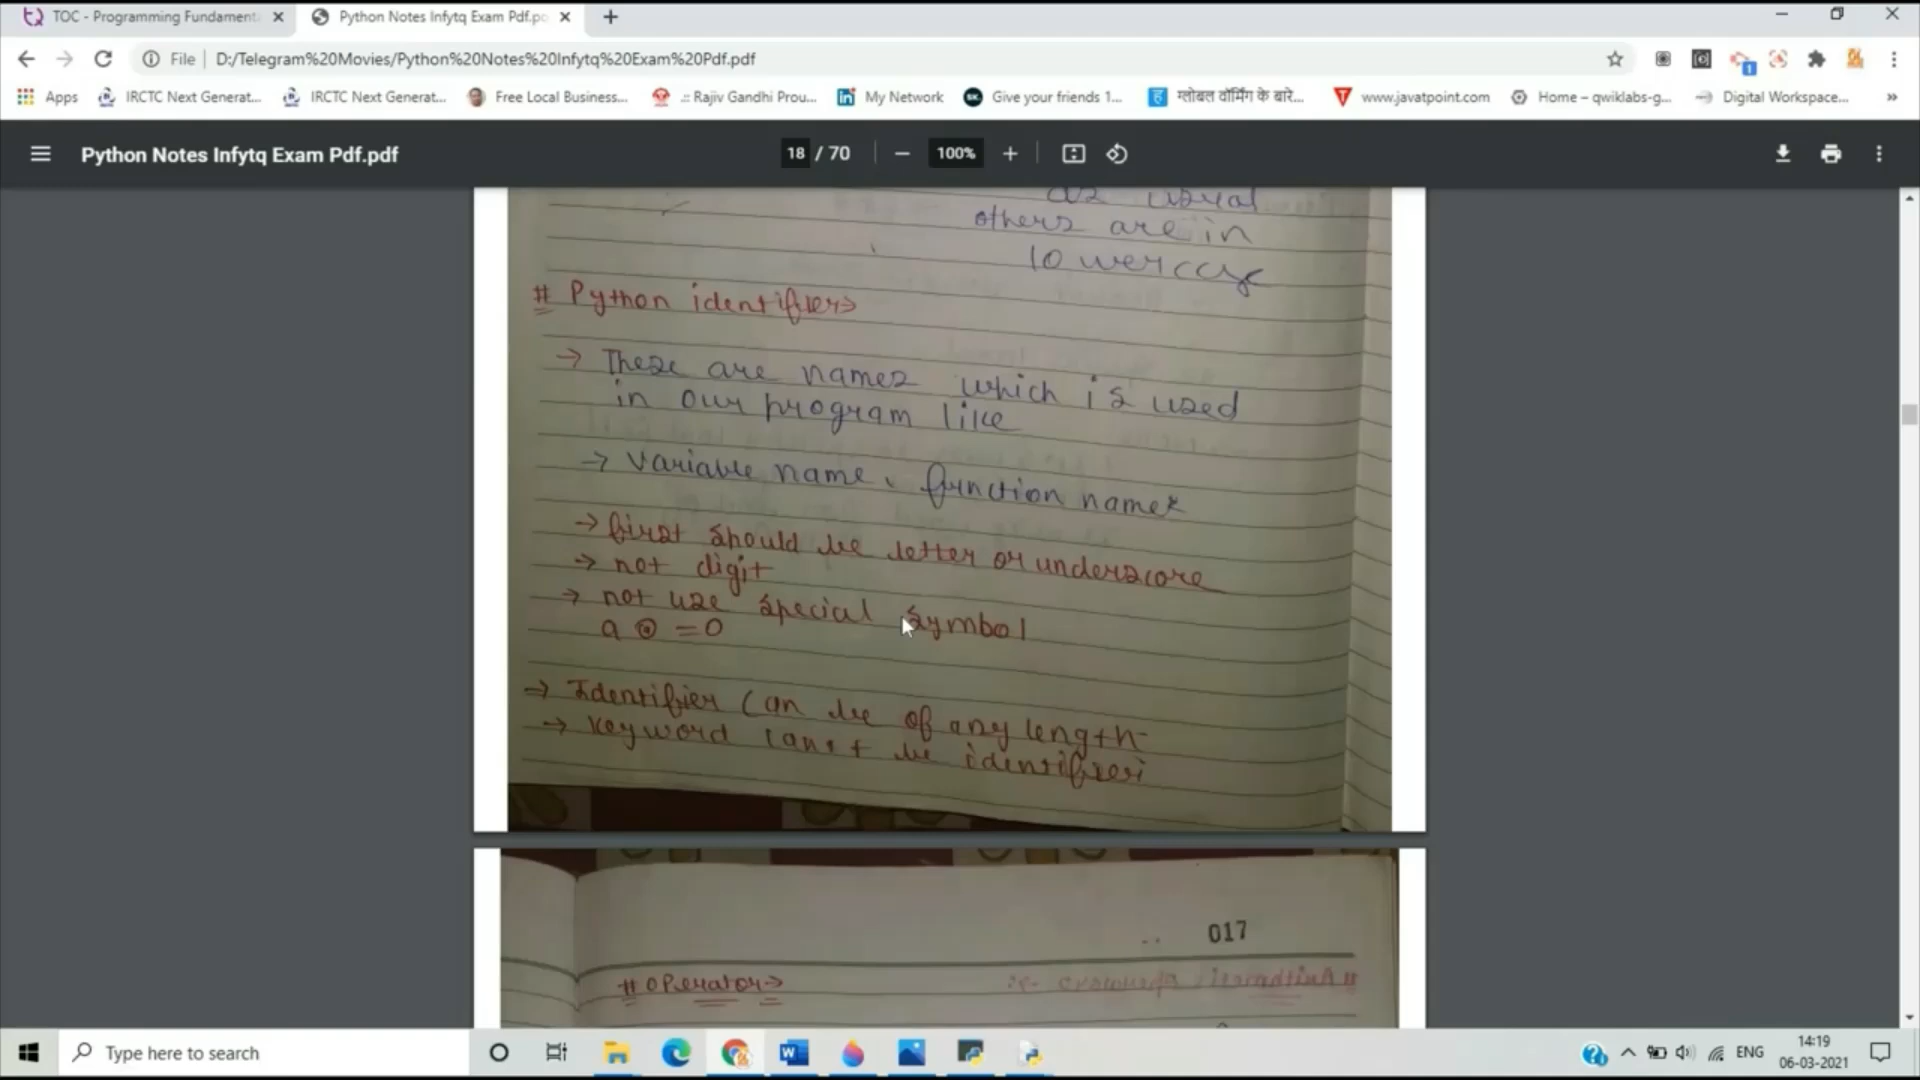 TOC - Programming Fundament
Python Notes Infytq Exam Pdf.po
File D:/Telegram%20Movies/Python%20Notes%20Infytq%20Exam%20Pdf.pdf
Apps IRCTC Next Generat... IRCTC Next Generat... Free Local Business... .:: Rajiv Gandhi Prou... My Network Give your friends 1... ग्लोबल वॉर्मिंग के बारे... www.javatpoint.com Home – qwiklabs-g... Digital Workspace... »
Python Notes Infytq Exam Pdf.pdf 18 / 70 100%
as usual
others are in
lowercase
# Python identifiers
→ These are names which is used
in our program like
→ Variable name, function names
→ first should be letter or underscore
→ not digit
→ not use special symbol
a @ = 0
→ Identifier can be of any length
→ keyword can't be identifier
017
# Operator →
Type here to search
ENG
14:19
06-03-2021